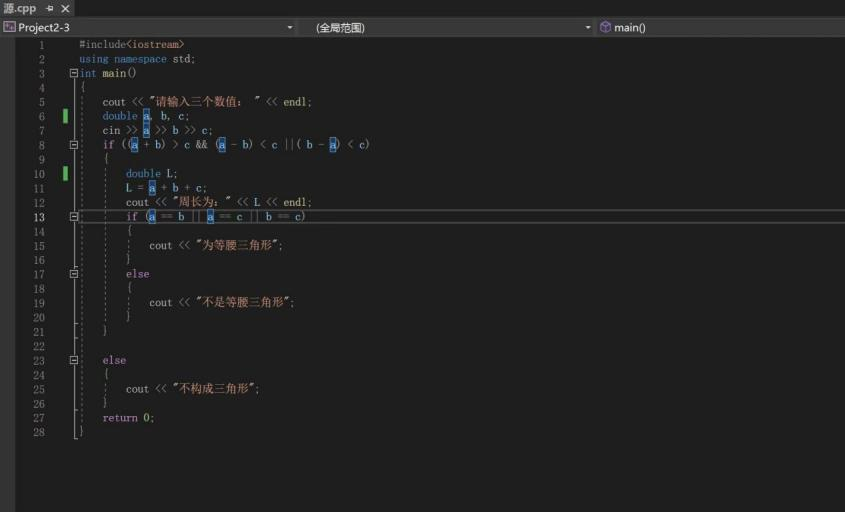 源.cpp
Project2-3 (全局范围) main()
1 #include<iostream>
2 using namespace std;
3 int main()
4 {
5 cout << "请输入三个数值： " << endl;
6 double a, b, c;
7 cin >> a >> b >> c;
8 if ((a + b) > c && (a - b) < c ||( b - a) < c)
9 {
10 double L;
11 L = a + b + c;
12 cout << "周长为：" << L << endl;
13 if (a == b || a == c || b == c)
14 {
15 cout << "为等腰三角形";
16 }
17 else
18 {
19 cout << "不是等腰三角形";
20 }
21 }
22
23 else
24 {
25 cout << "不构成三角形";
26 }
27 return 0;
28 }